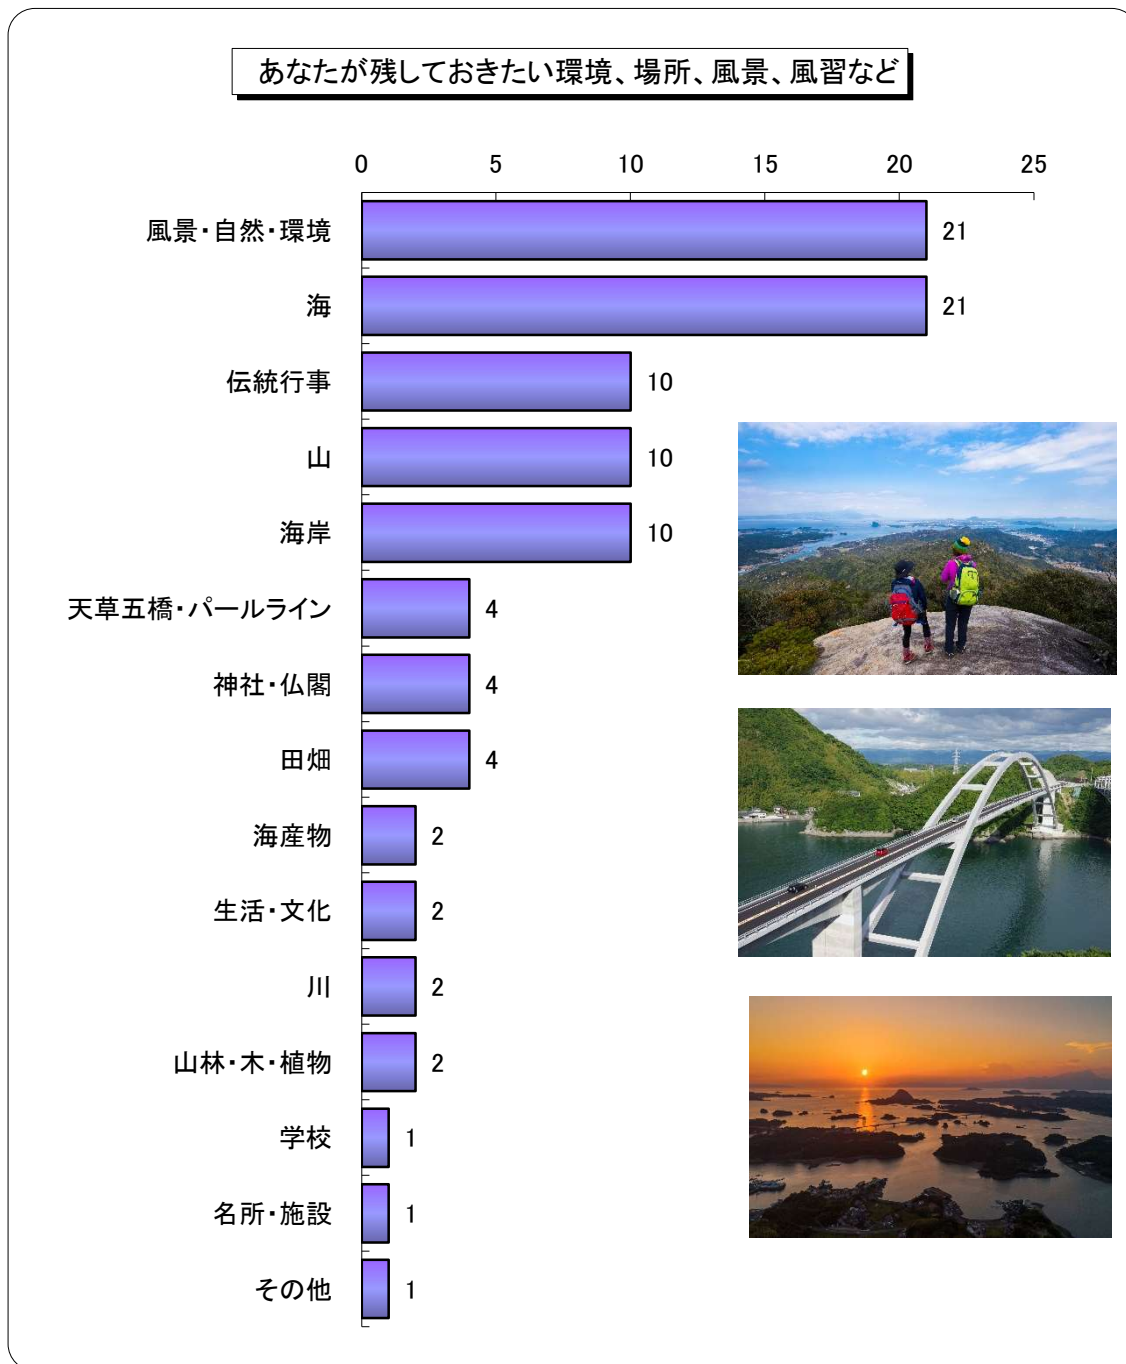 あなたが残しておきたい環境、場所、風景、風習など
0 5 10 15 20 25
風景・自然・環境 21
海 21
伝統行事 10
山 10
海岸 10
天草五橋・パールライン 4
神社・仏閣 4
田畑 4
海産物 2
生活・文化 2
川 2
山林・木・植物 2
学校 1
名所・施設 1
その他 1